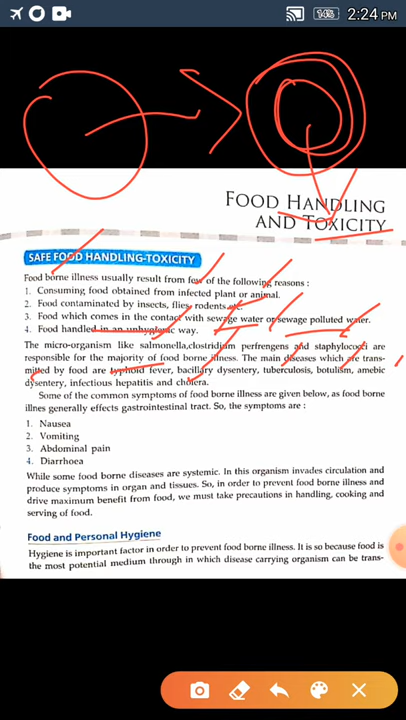 14% 2:24 PM
FOOD HANDLING
AND TOXICITY
SAFE FOOD HANDLING-TOXICITY
Food borne illness usually result from few of the following reasons :
1. Consuming food obtained from infected plant or animal.
2. Food contaminated by insects, flies, rodents etc.
3. Food which comes in the contact with sewage water or sewage polluted water.
4. Food handled in an unhygienic way.
The micro-organism like salmonella,clostridium perfrengens and staphylococci are
responsible for the majority of food borne illness. The main diseases which are trans-
mitted by food are typhoid fever, bacillary dysentery, tuberculosis, botulism, amebic
dysentery, infectious hepatitis and cholera.
Some of the common symptoms of food borne illness are given below, as food borne
illnes generally effects gastrointestinal tract. So, the symptoms are :
1. Nausea
2. Vomiting
3. Abdominal pain
4. Diarrhoea
While some food borne diseases are systemic. In this organism invades circulation and
produce symptoms in organ and tissues. So, in order to prevent food borne illness and
drive maximum benefit from food, we must take precautions in handling, cooking and
serving of food.
Food and Personal Hygiene
Hygiene is important factor in order to prevent food borne illness. It is so because food is
the most potential medium through in which disease carrying organism can be trans-